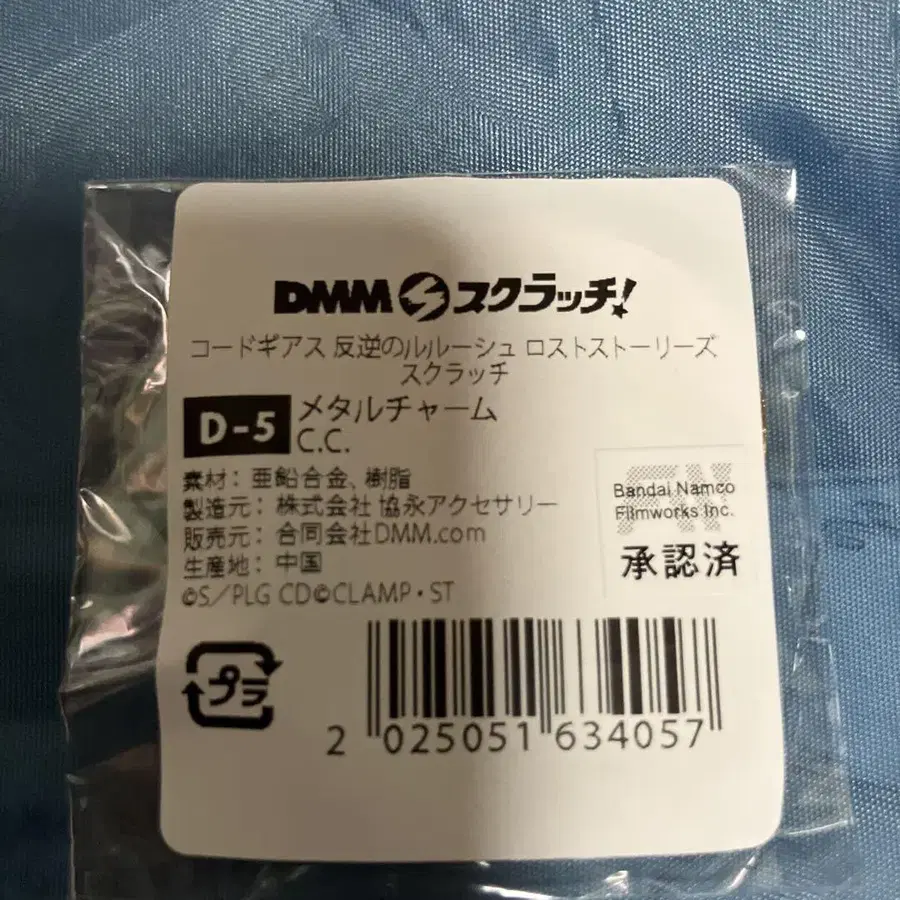 DMMスクラッチ!
コードギアス 反逆のルルーシュ ロストストーリーズ
スクラッチ
D-5 メタルチャーム
C.C.
素材: 亜鉛合金、樹脂
製造元: 株式会社 協永アクセサリー
販売元: 合同会社DMM.com
生産地: 中国
©S/PLG CD©CLAMP・ST
Bandai Namco
Filmworks Inc.
承認済
プラ
2 025051 634057